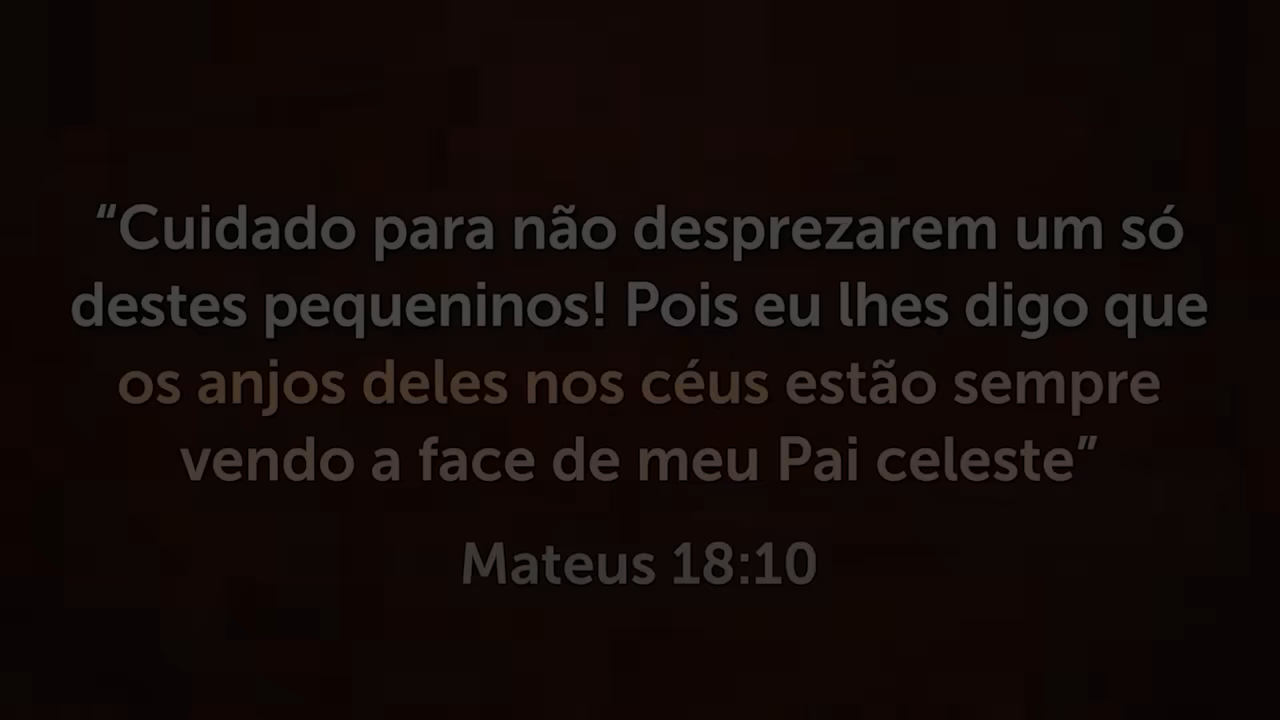 “Cuidado para não desprezarem um só
destes pequeninos! Pois eu lhes digo que
os anjos deles nos céus estão sempre
vendo a face de meu Pai celeste”
Mateus 18:10